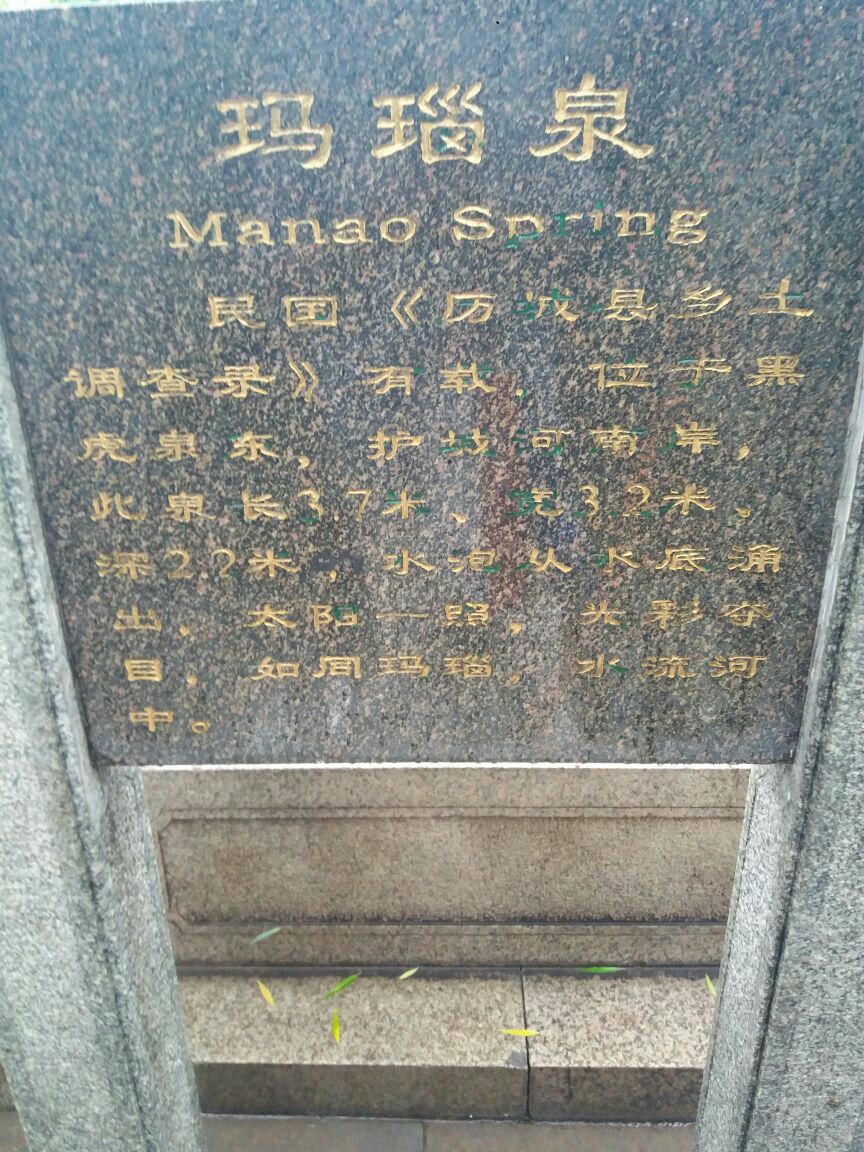 玛瑙泉
Manao Spring
民国《历城县乡土
调查录》有载，位于黑
虎泉东，护城河南岸，
此泉长3.7米、宽3.2米、
深2.2米，水泡从水底涌
出，太阳一照，光彩夺
目，如同玛瑙，水流河
中。